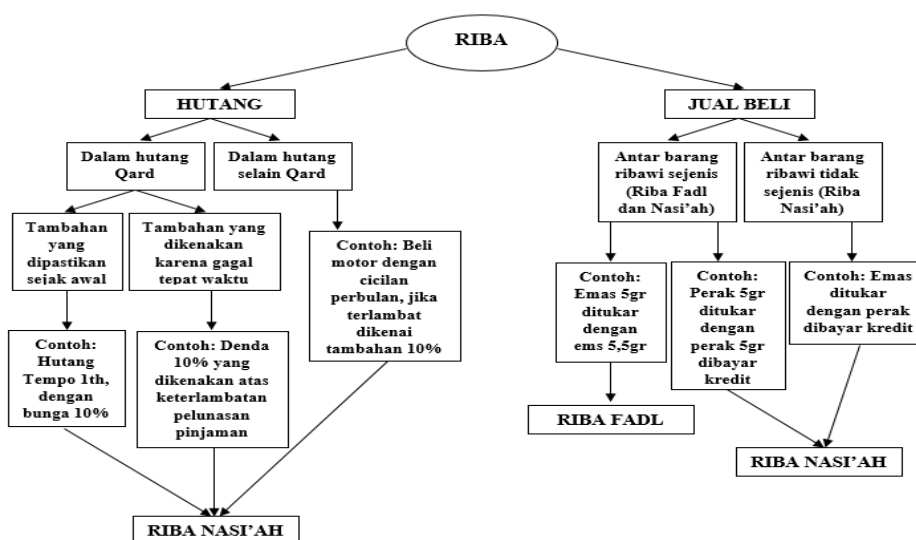 RIBA
HUTANG
JUAL BELI
Dalam hutang
Qard
Dalam hutang
selain Qard
Antar barang
ribawi sejenis
(Riba Fadl
dan Nasi’ah)
Antar barang
ribawi tidak
sejenis (Riba
Nasi’ah)
Tambahan
yang
dipastikan
sejak awal
Tambahan yang
dikenakan
karena gagal
tepat waktu
Contoh: Beli
motor dengan
cicilan
perbulan, jika
terlambat
dikenai
tambahan 10%
Contoh:
Emas 5gr
ditukar
dengan
ems 5,5gr
Contoh:
Perak 5gr
ditukar
dengan
perak 5gr
dibayar
kredit
Contoh: Emas
ditukar
dengan perak
dibayar kredit
Contoh:
Hutang
Tempo 1th,
dengan
bunga 10%
Contoh: Denda
10% yang
dikenakan atas
keterlambatan
pelunasan
pinjaman
RIBA FADL
RIBA NASI’AH
RIBA NASI’AH